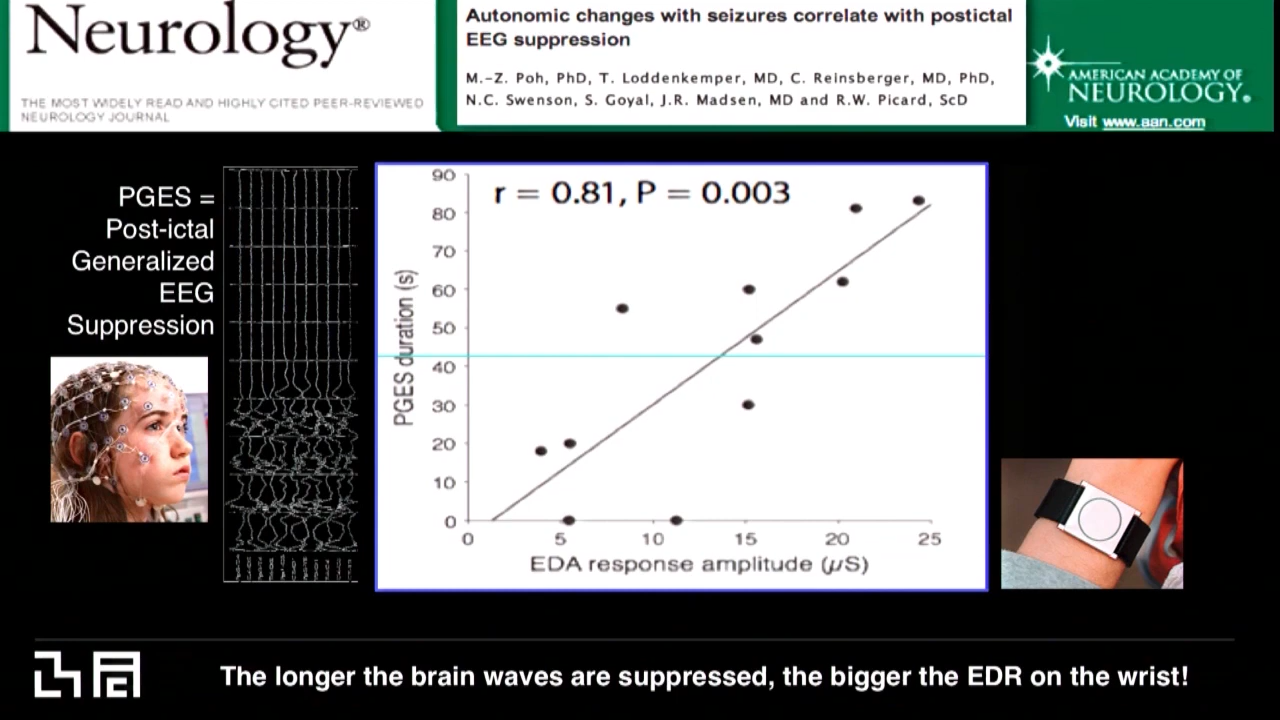 Neurology®
THE MOST WIDELY READ AND HIGHLY CITED PEER-REVIEWED
NEUROLOGY JOURNAL
Autonomic changes with seizures correlate with postictal
EEG suppression
M.-Z. Poh, PhD, T. Loddenkemper, MD, C. Reinsberger, MD, PhD,
N.C. Swenson, S. Goyal, J.R. Madsen, MD and R.W. Picard, ScD
AMERICAN ACADEMY OF
NEUROLOGY®
Visit www.aan.com
PGES =
Post-ictal
Generalized
EEG
Suppression
r = 0.81, P = 0.003
PGES duration (s)
90
80
70
60
50
40
30
20
10
0
0 5 10 15 20 25
EDA response amplitude (µS)
The longer the brain waves are suppressed, the bigger the EDR on the wrist!